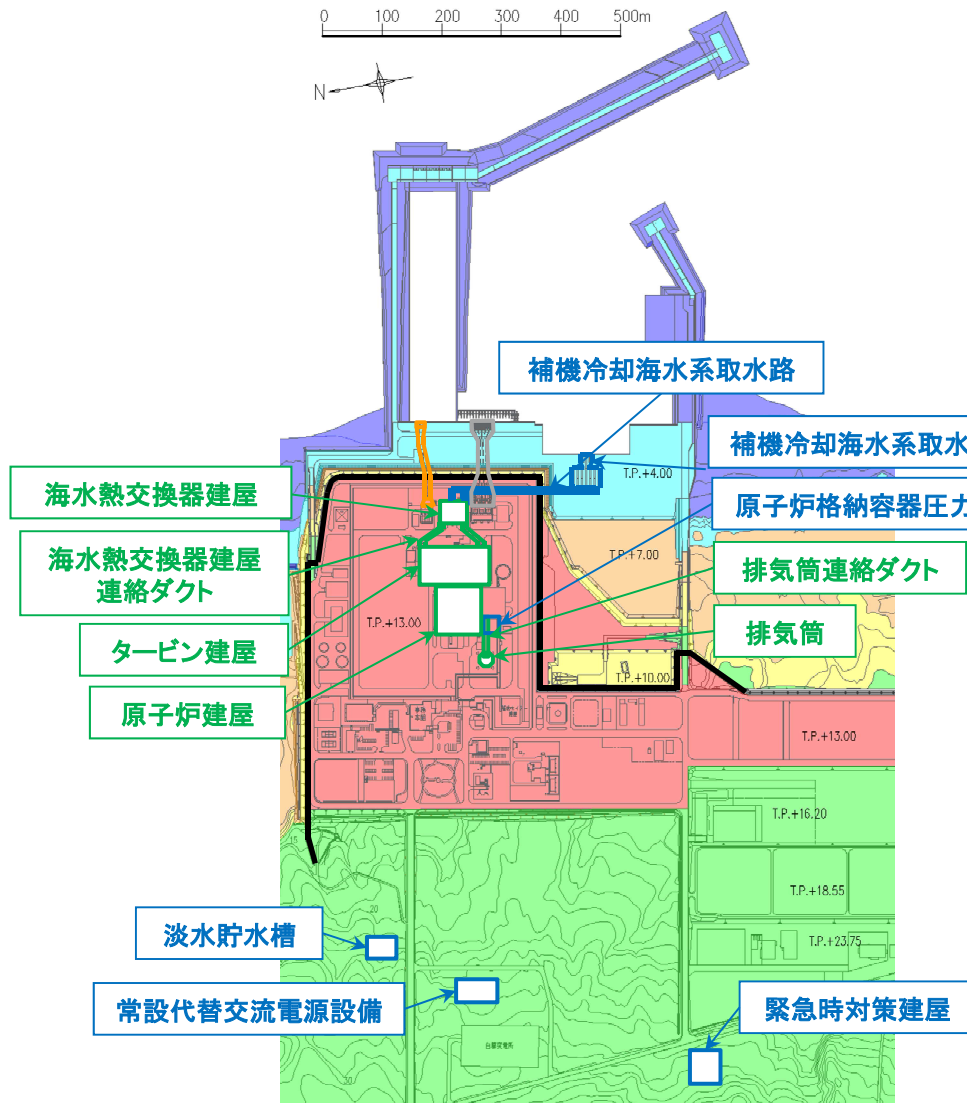 0 100 200 300 400 500m
N
補機冷却海水系取水路
補機冷却海水系取水
T.P.+4.00
海水熱交換器建屋
原子炉格納容器圧力
T.P.+7.00
海水熱交換器建屋
連絡ダクト
排気筒連絡ダクト
T.P.+13.00
排気筒
タービン建屋
T.P.+10.00
原子炉建屋
T.P.+13.00
T.P.+16.20
15
T.P.+18.55
20
淡水貯水槽
T.P.+23.75
常設代替交流電源設備
緊急時対策建屋
30